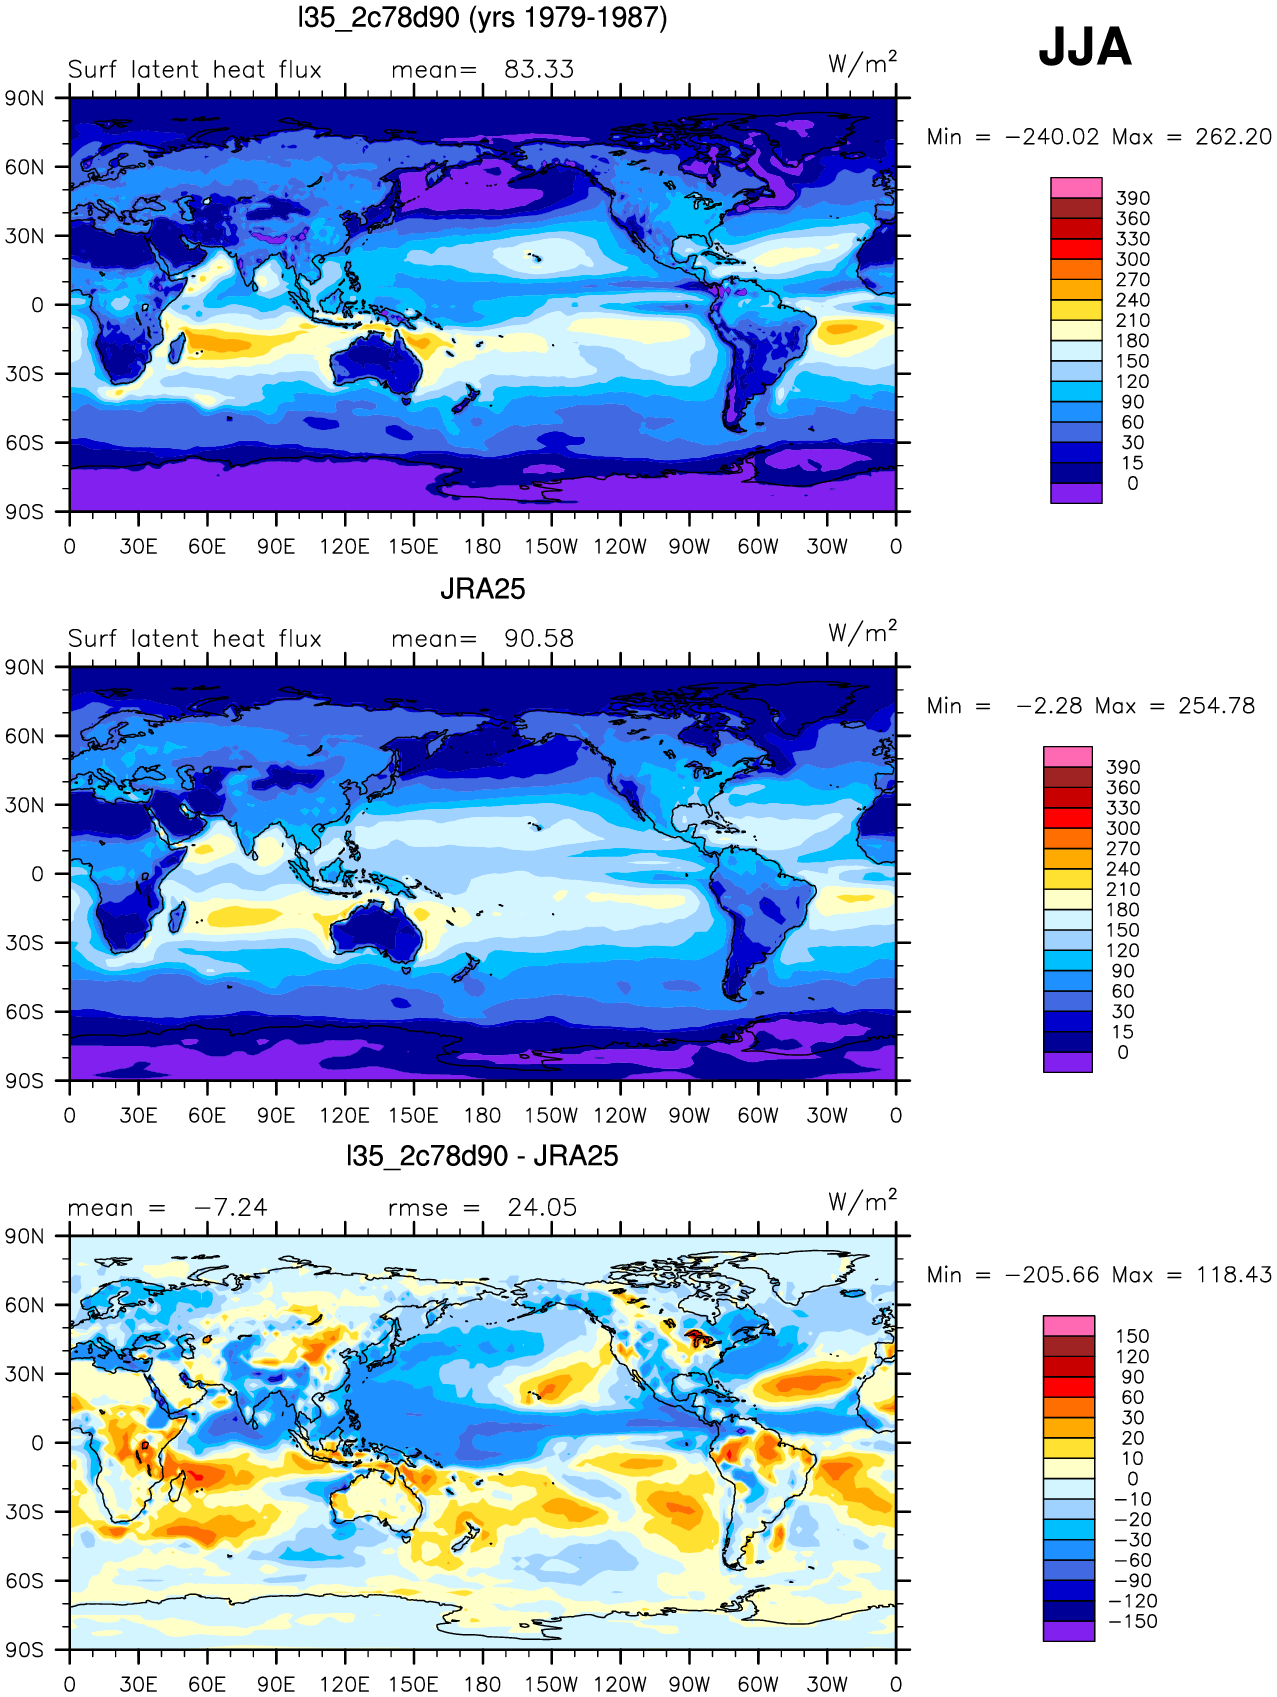 l35_2c78d90 (yrs 1979-1987)
JJA
Surf latent heat flux mean= 83.33 W/m²
Min = −240.02 Max = 262.20
90N
60N
30N
0
30S
60S
90S
0 30E 60E 90E 120E 150E 180 150W 120W 90W 60W 30W 0
390
360
330
300
270
240
210
180
150
120
90
60
30
15
0
JRA25
Surf latent heat flux mean= 90.58 W/m²
Min = −2.28 Max = 254.78
90N
60N
30N
0
30S
60S
90S
0 30E 60E 90E 120E 150E 180 150W 120W 90W 60W 30W 0
390
360
330
300
270
240
210
180
150
120
90
60
30
15
0
l35_2c78d90 - JRA25
mean = −7.24 rmse = 24.05 W/m²
Min = −205.66 Max = 118.43
90N
60N
30N
0
30S
60S
90S
0 30E 60E 90E 120E 150E 180 150W 120W 90W 60W 30W 0
150
120
90
60
30
20
10
0
−10
−20
−30
−60
−90
−120
−150